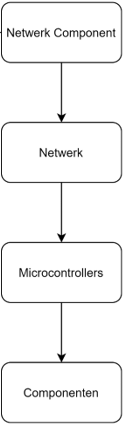 Netwerk Component
Netwerk
Microcontrollers
Componenten